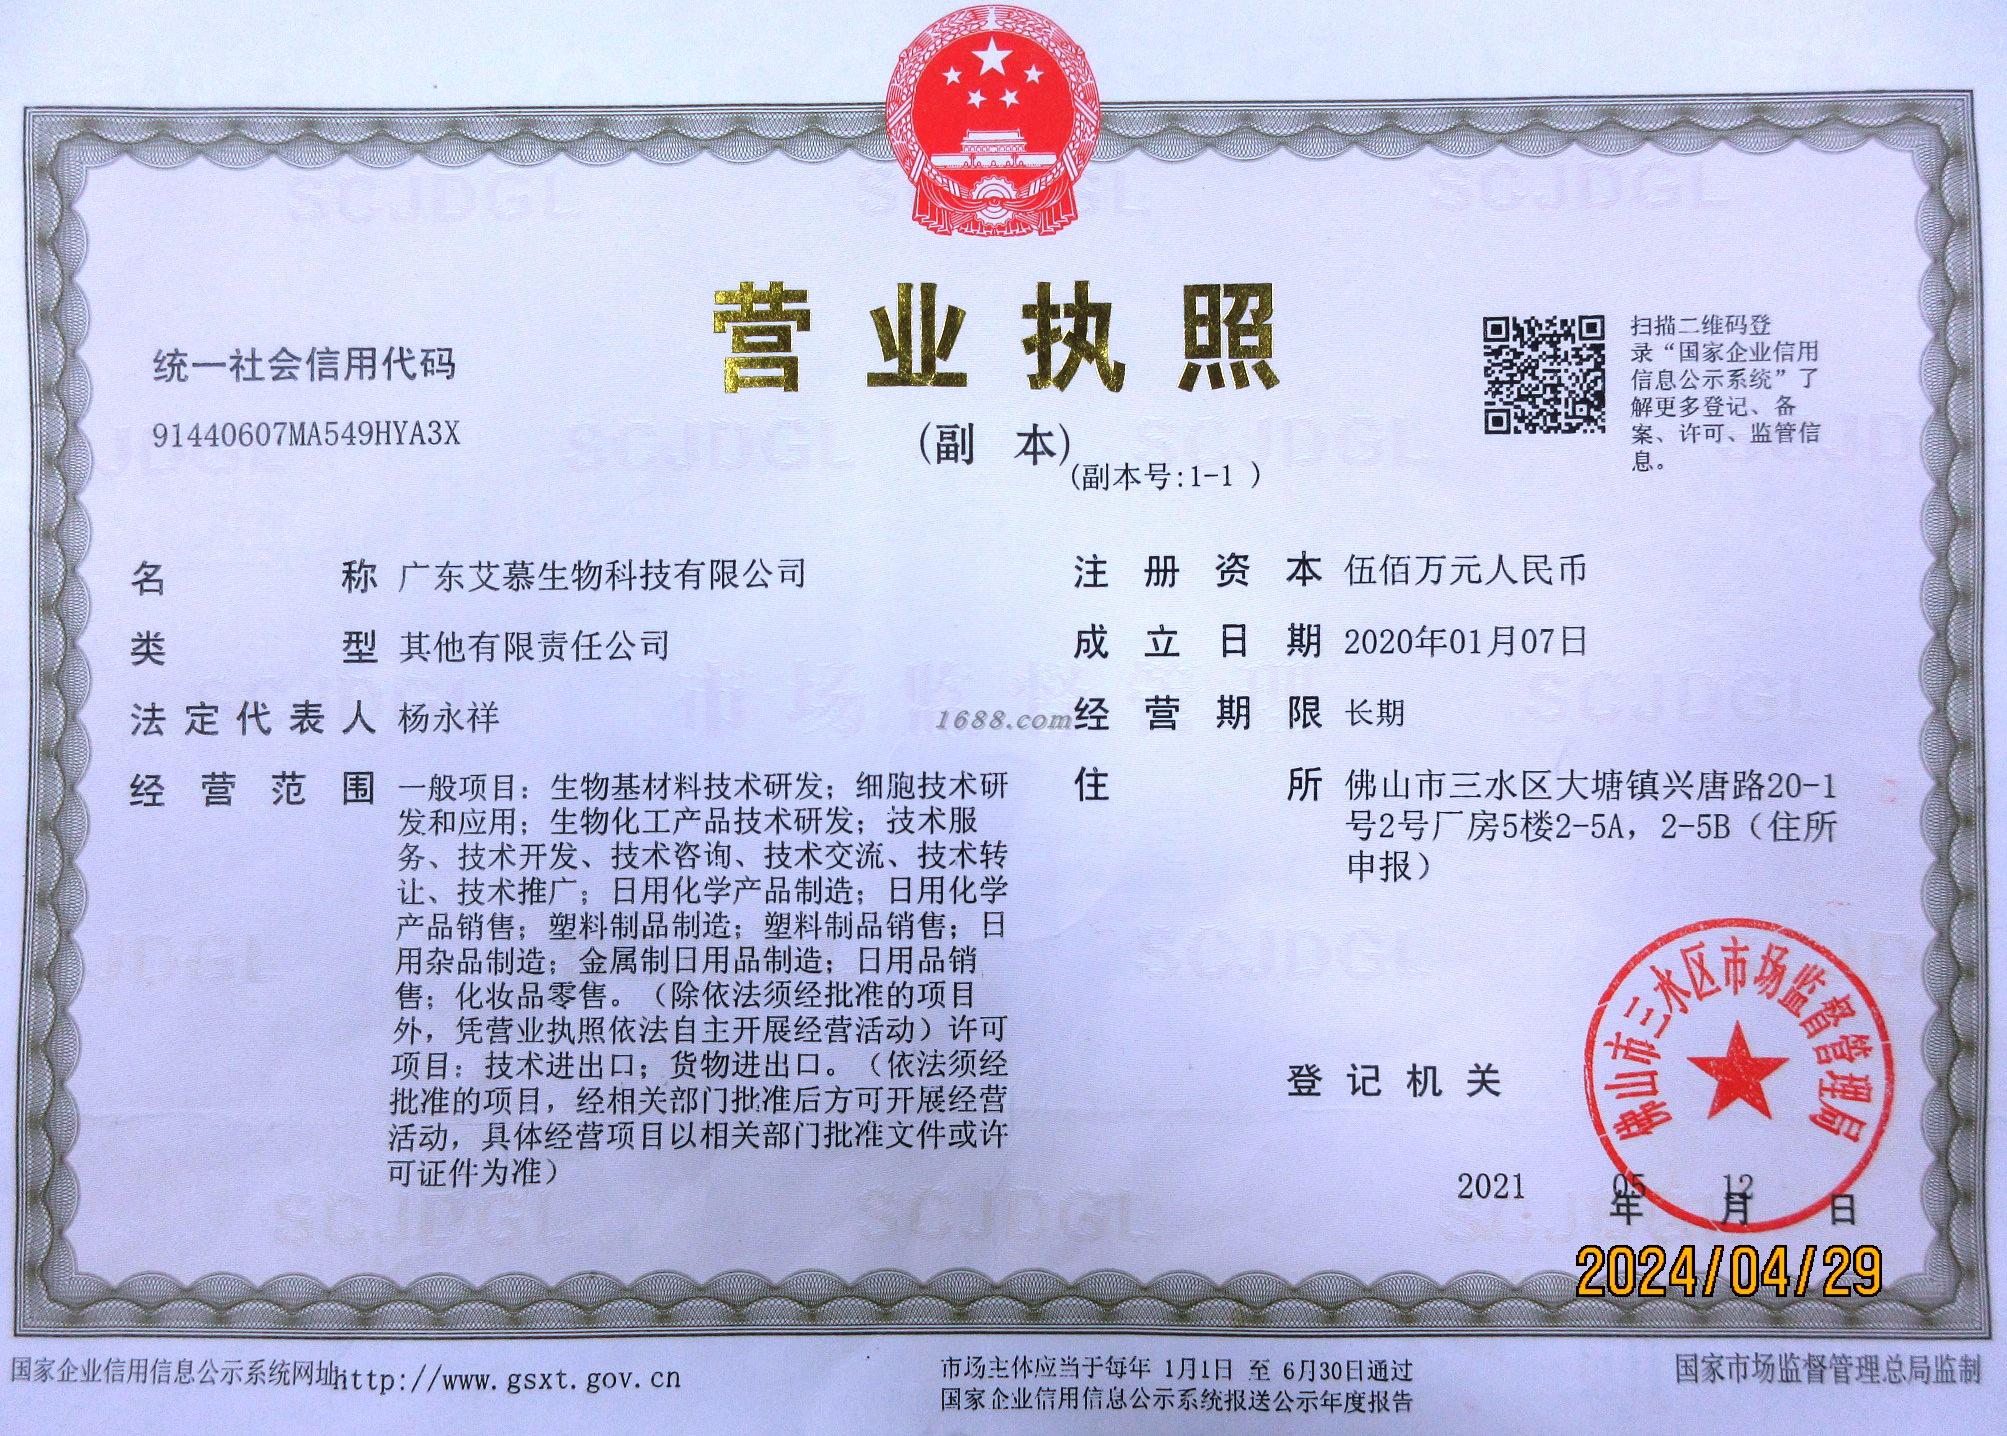 营业执照
(副 本)
(副本号:1-1 )
统一社会信用代码
91440607MA549HYA3X
扫描二维码登
录“国家企业信用
信息公示系统”了
解更多登记、备
案、许可、监管信
息。
名 称 广东艾慕生物科技有限公司
类 型 其他有限责任公司
法定代表人 杨永祥
经营范围 一般项目：生物基材料技术研发；细胞技术研
发和应用；生物化工产品技术研发；技术服
务、技术开发、技术咨询、技术交流、技术转
让、技术推广；日用化学产品制造；日用化学
产品销售；塑料制品制造；塑料制品销售；日
用杂品制造；金属制日用品制造；日用品销
售；化妆品零售。（除依法须经批准的项目
外，凭营业执照依法自主开展经营活动）许可
项目：技术进出口；货物进出口。（依法须经
批准的项目，经相关部门批准后方可开展经营
活动，具体经营项目以相关部门批准文件或许
可证件为准）
注册资本 伍佰万元人民币
成立日期 2020年01月07日
经营期限 长期
住 所 佛山市三水区大塘镇兴唐路20-1
号2号厂房5楼2-5A，2-5B（住所
申报）
1688.com
登记机关
佛山市三水区市场监督管理局
2021 年 05 月 12 日
2024/04/29
国家企业信用信息公示系统网址http://www.gsxt.gov.cn
市场主体应当于每年 1月1日 至 6月30日通过
国家企业信用信息公示系统报送公示年度报告
国家市场监督管理总局监制
SCJDGL
市场监督管理